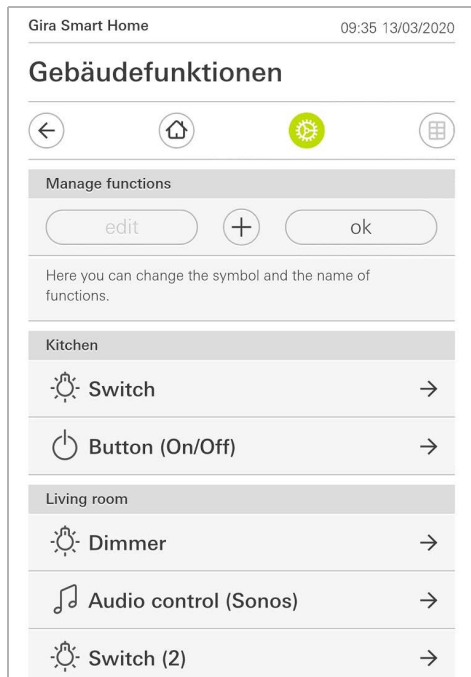 Gira Smart Home 09:35 13/03/2020
Gebäudefunktionen
Manage functions
edit + ok
Here you can change the symbol and the name of
functions.
Kitchen
Switch
Button (On/Off)
Living room
Dimmer
Audio control (Sonos)
Switch (2)